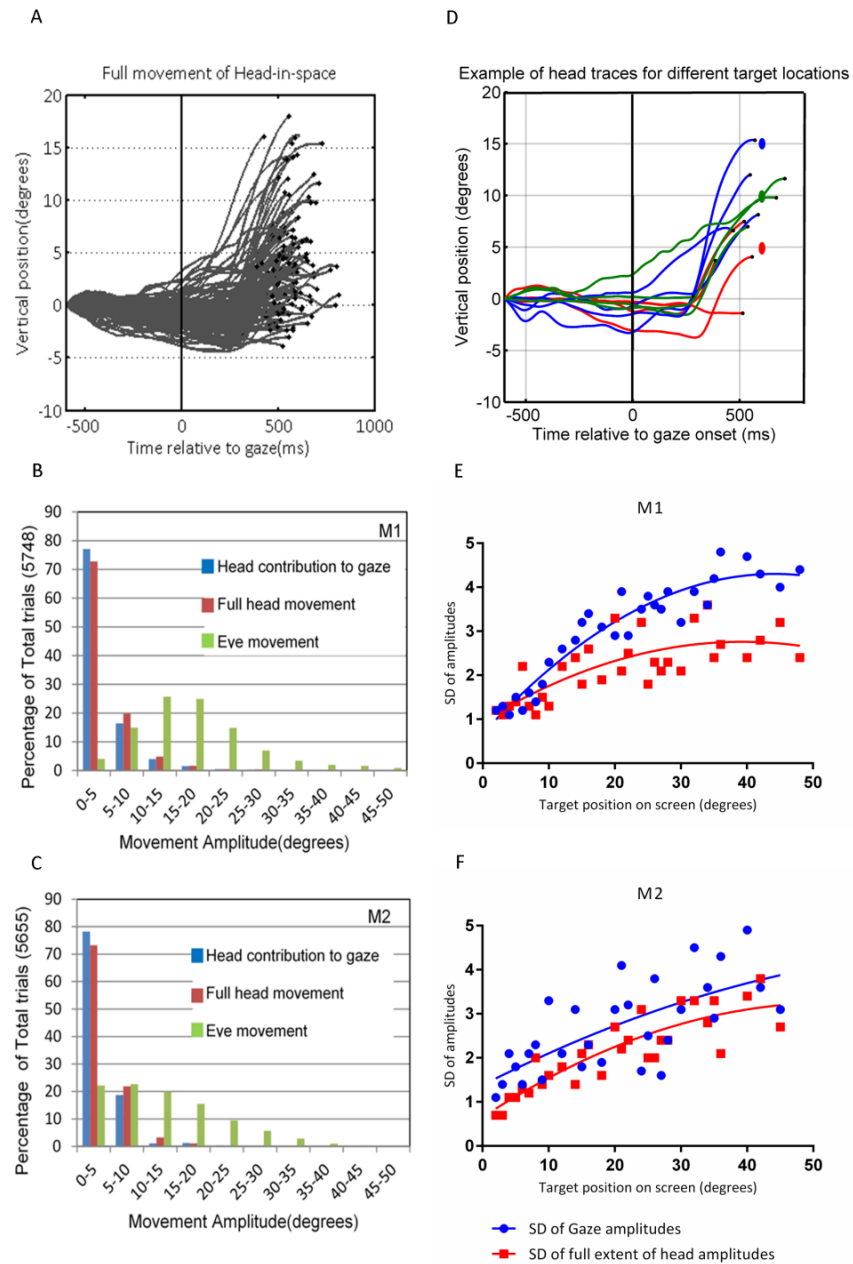 A
Full movement of Head-in-space
Vertical position(degrees)
20
15
10
5
0
-5
-10
-500
0
500
1000
Time relative to gaze(ms)
D
Example of head traces for different target locations
Vertical position (degrees)
20
15
10
5
0
-5
-10
-500
0
500
Time relative to gaze onset (ms)
B
M1
Percentage of Total trials (5748)
90
80
70
60
50
40
30
20
10
0
Head contribution to gaze
Full head movement
Eve movement
0-5
5-10
10-15
15-20
20-25
25-30
30-35
35-40
40-45
45-50
Movement Amplitude(degrees)
E
M1
SD of amplitudes
5
4
3
2
1
0
0
10
20
30
40
50
Target position on screen (degrees)
C
M2
Percentage of Total trials (5655)
90
80
70
60
50
40
30
20
10
0
Head contribution to gaze
Full head movement
Eve movement
0-5
5-10
10-15
15-20
20-25
25-30
30-35
35-40
40-45
45-50
Movement Amplitude(degrees)
F
M2
SD of amplitudes
5
4
3
2
1
0
0
10
20
30
40
50
Target position on screen (degrees)
SD of Gaze amplitudes
SD of full extent of head amplitudes